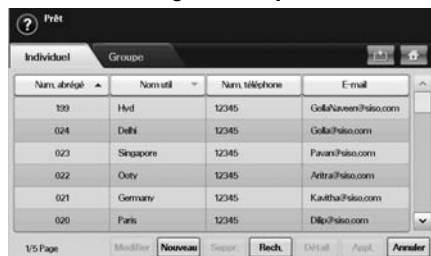 ? Prêt
Individuel Groupe
Num. abrégé Nom util Num. téléphone E-mail
199 Hvd 12345 GollaNaveen@siso.com
024 Delhi 12345 Golla@siso.com
023 Singapore 12345 Pavan@siso.com
022 Ooty 12345 Aritra@siso.com
021 Germany 12345 Kavitha@siso.com
020 Paris 12345 Dilip@siso.com
1/5 Page Modifier Nouveau Suppr. Rech. Détail Appl. Annuler